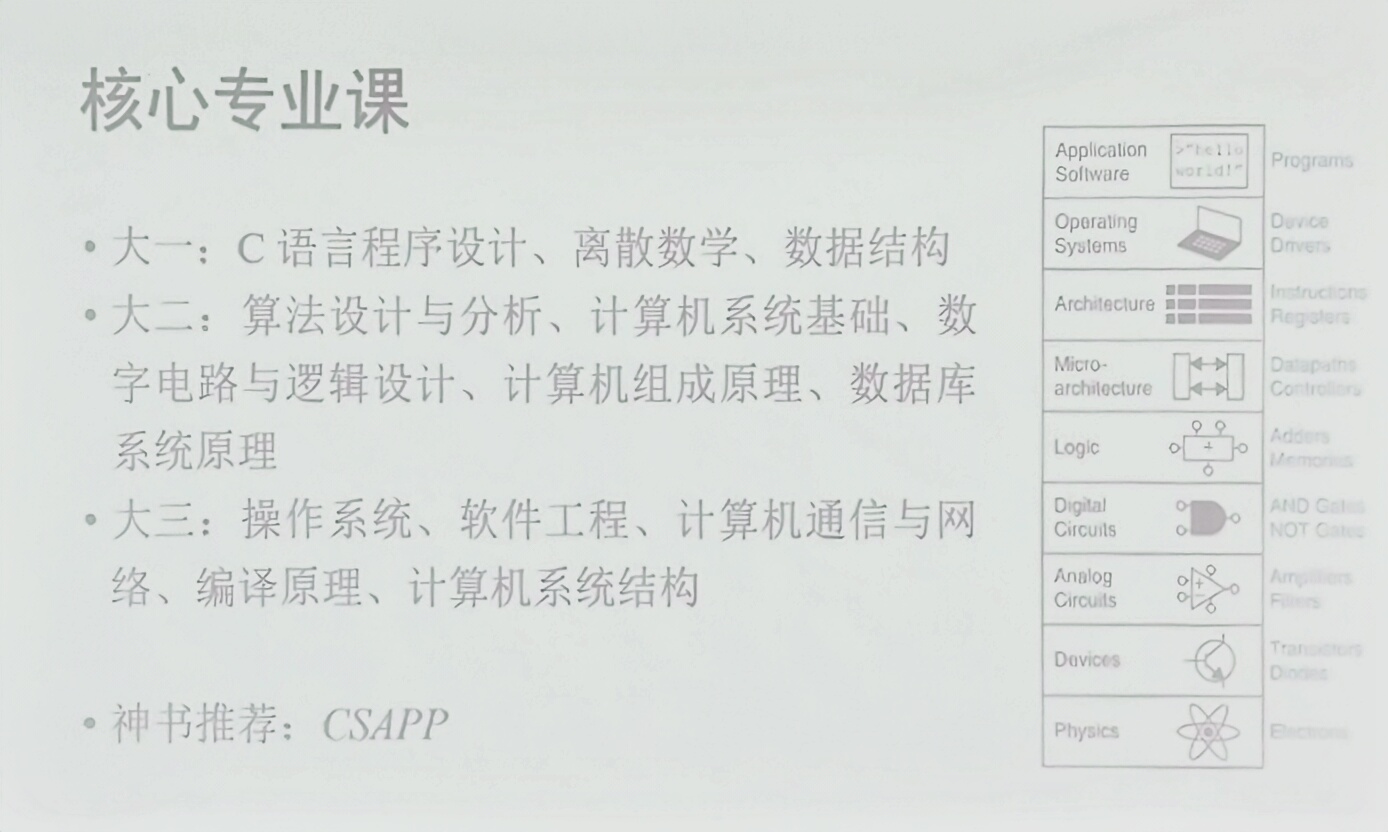 核心专业课
• 大一：C 语言程序设计、离散数学、数据结构
• 大二：算法设计与分析、计算机系统基础、数
字电路与逻辑设计、计算机组成原理、数据库
系统原理
• 大三：操作系统、软件工程、计算机通信与网
络、编译原理、计算机系统结构
• 神书推荐：CSAPP
Application
Software
>"hello
world!"
Programs
Operating
Systems
Device
Drivers
Architecture
Instructions
Registers
Micro-
architecture
Datapaths
Controllers
Logic
Adders
Memories
Digital
Circuits
AND Gates
NOT Gates
Analog
Circuits
Amplifiers
Filters
Devices
Transistors
Diodes
Physics
Electrons